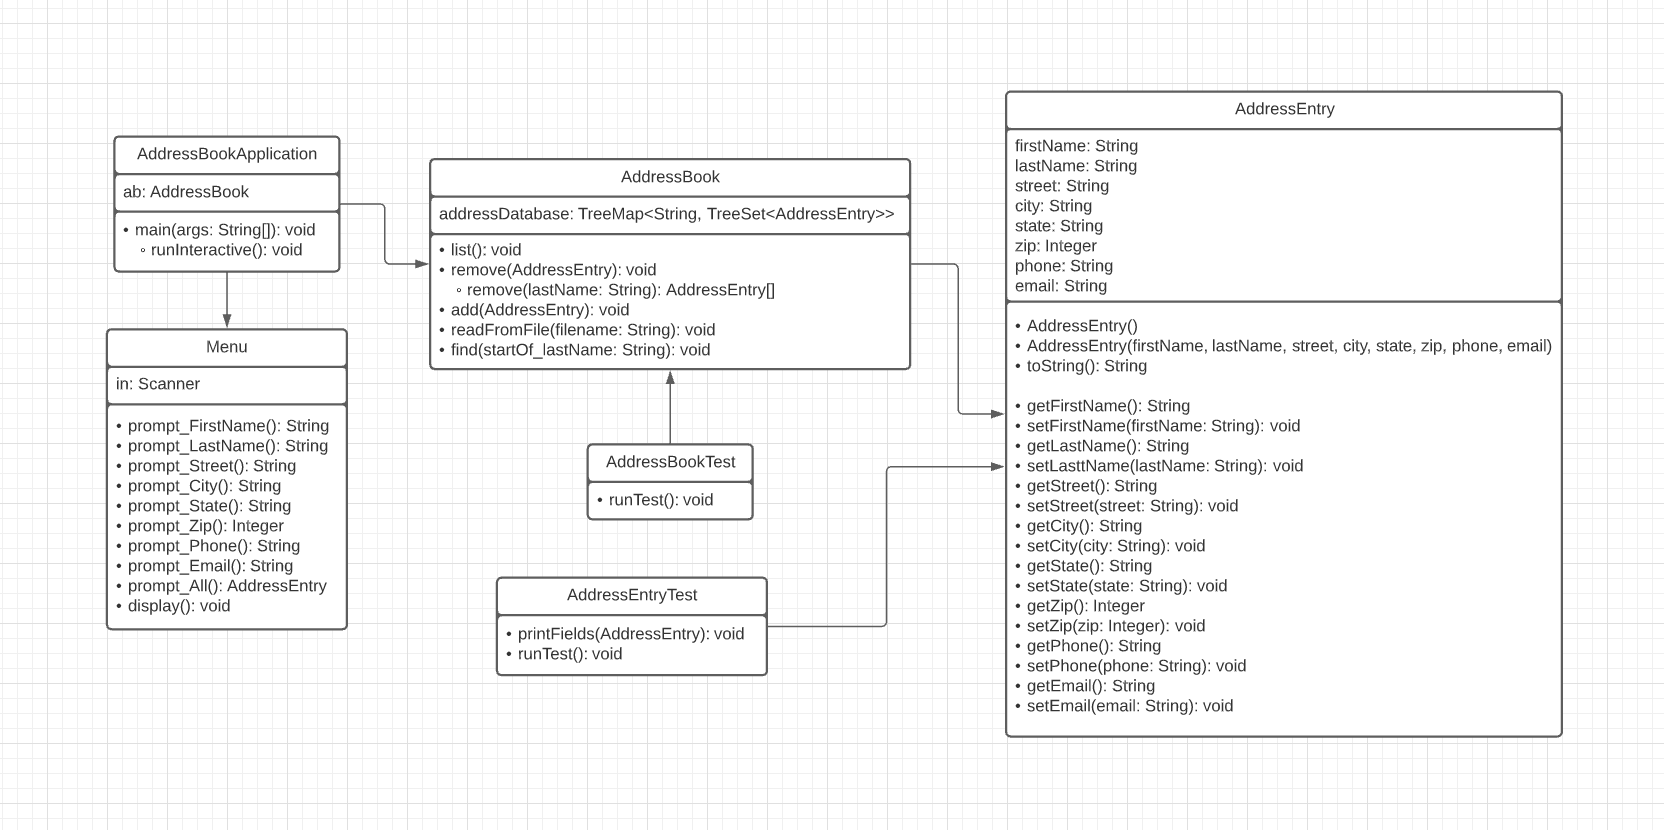 AddressBookApplication
ab: AddressBook
• main(args: String[]): void
◦ runInteractive(): void
Menu
in: Scanner
• prompt_FirstName(): String
• prompt_LastName(): String
• prompt_Street(): String
• prompt_City(): String
• prompt_State(): String
• prompt_Zip(): Integer
• prompt_Phone(): String
• prompt_Email(): String
• prompt_All(): AddressEntry
• display(): void
AddressBook
addressDatabase: TreeMap<String, TreeSet<AddressEntry>>
• list(): void
• remove(AddressEntry): void
◦ remove(lastName: String): AddressEntry[]
• add(AddressEntry): void
• readFromFile(filename: String): void
• find(startOf_lastName: String): void
AddressBookTest
• runTest(): void
AddressEntryTest
• printFields(AddressEntry): void
• runTest(): void
AddressEntry
firstName: String
lastName: String
street: String
city: String
state: String
zip: Integer
phone: String
email: String
• AddressEntry()
• AddressEntry(firstName, lastName, street, city, state, zip, phone, email)
• toString(): String
• getFirstName(): String
• setFirstName(firstName: String): void
• getLastName(): String
• setLasttName(lastName: String): void
• getStreet(): String
• setStreet(street: String): void
• getCity(): String
• setCity(city: String): void
• getState(): String
• setState(state: String): void
• getZip(): Integer
• setZip(zip: Integer): void
• getPhone(): String
• setPhone(phone: String): void
• getEmail(): String
• setEmail(email: String): void